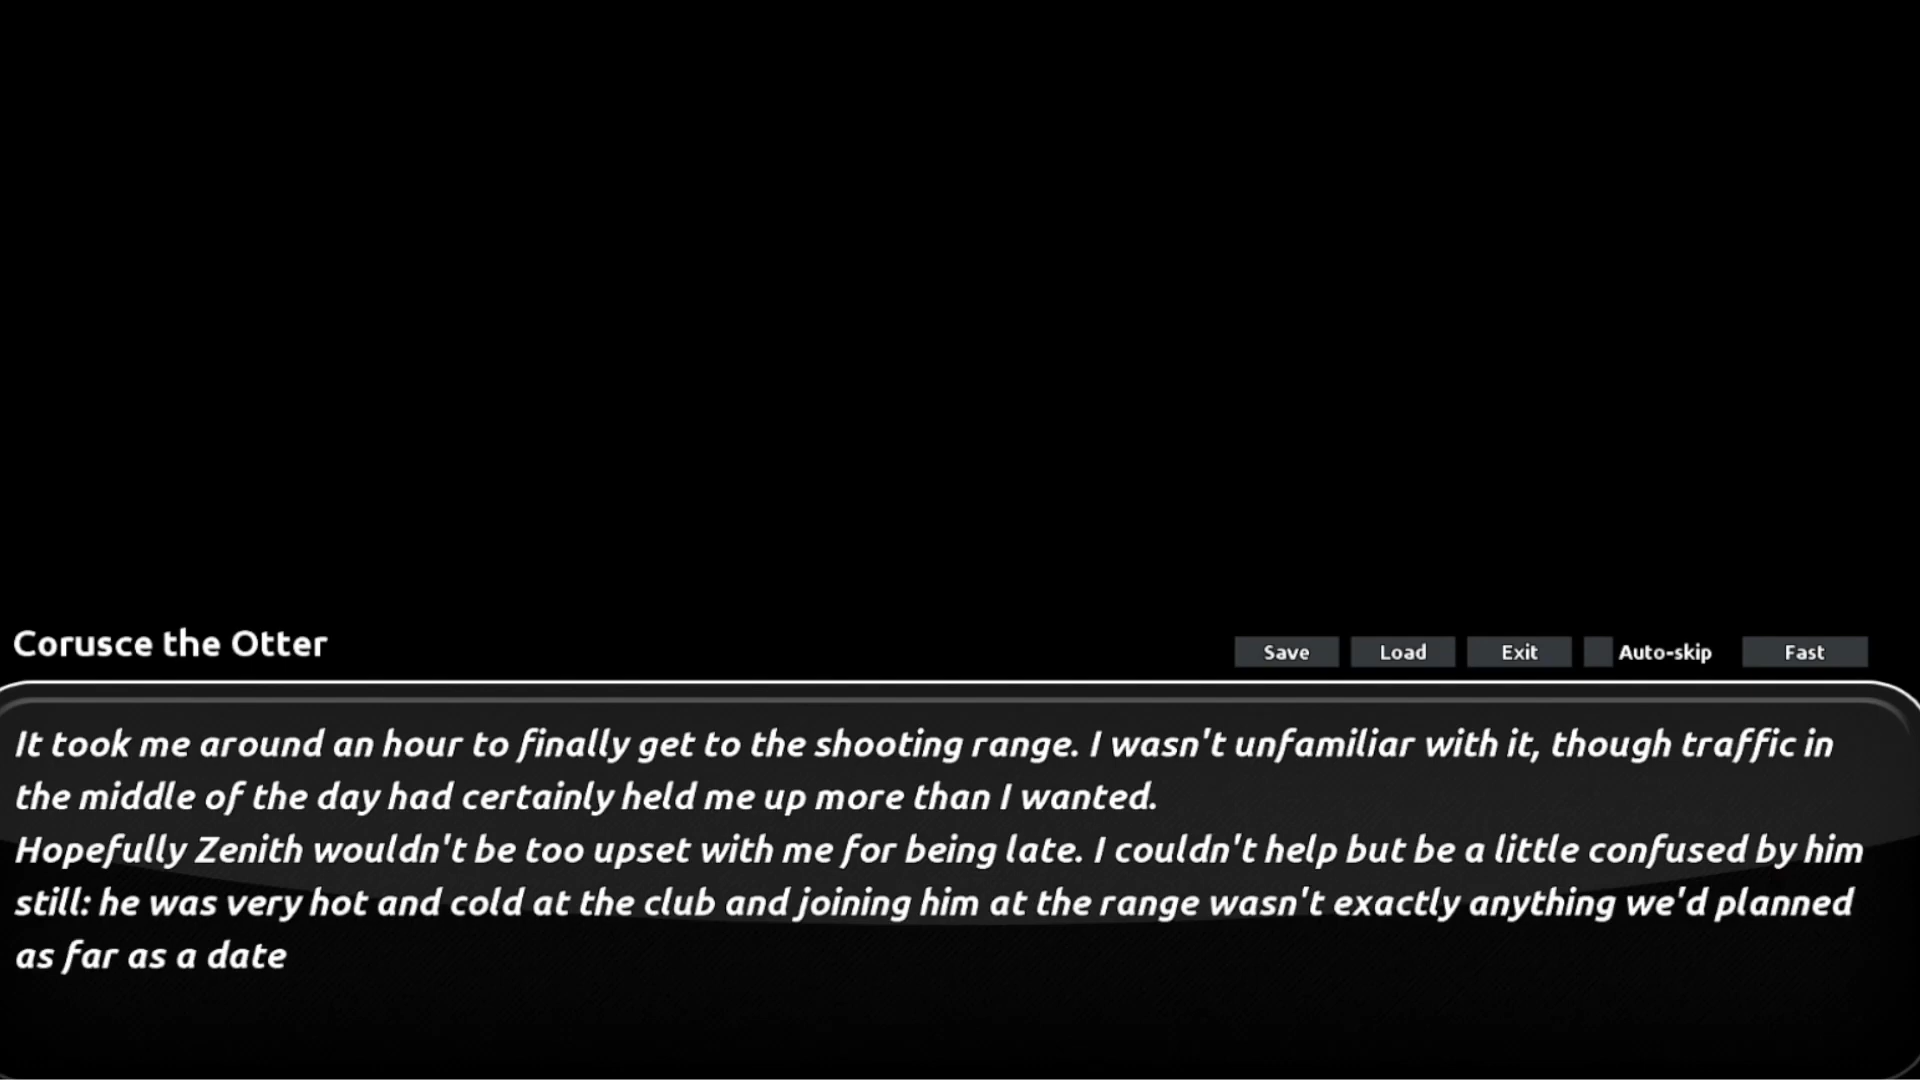 Corusce the Otter
Save
Load
Exit
Auto-skip
Fast
It took me around an hour to finally get to the shooting range. I wasn't unfamiliar with it, though traffic in
the middle of the day had certainly held me up more than I wanted.
Hopefully Zenith wouldn't be too upset with me for being late. I couldn't help but be a little confused by him
still: he was very hot and cold at the club and joining him at the range wasn't exactly anything we'd planned
as far as a date